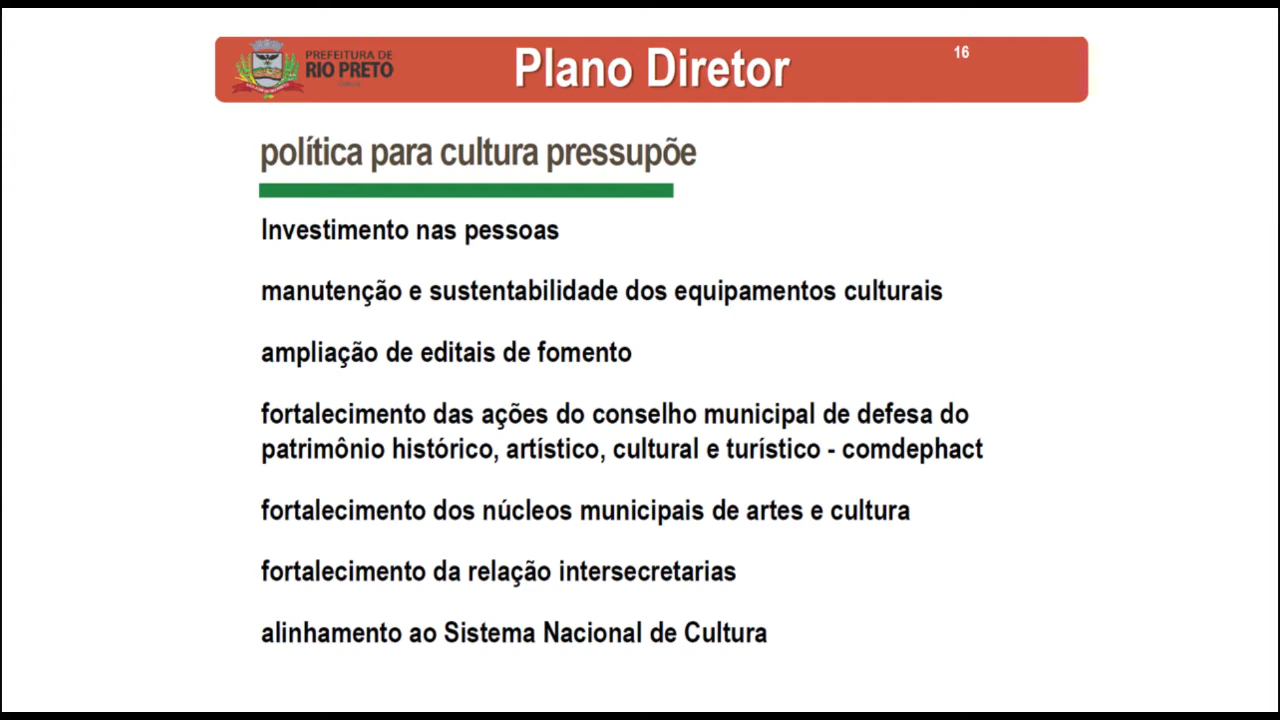 PREFEITURA DE
RIO PRETO
Plano Diretor
16
política para cultura pressupõe
Investimento nas pessoas
manutenção e sustentabilidade dos equipamentos culturais
ampliação de editais de fomento
fortalecimento das ações do conselho municipal de defesa do
patrimônio histórico, artístico, cultural e turístico - comdephact
fortalecimento dos núcleos municipais de artes e cultura
fortalecimento da relação intersecretarias
alinhamento ao Sistema Nacional de Cultura